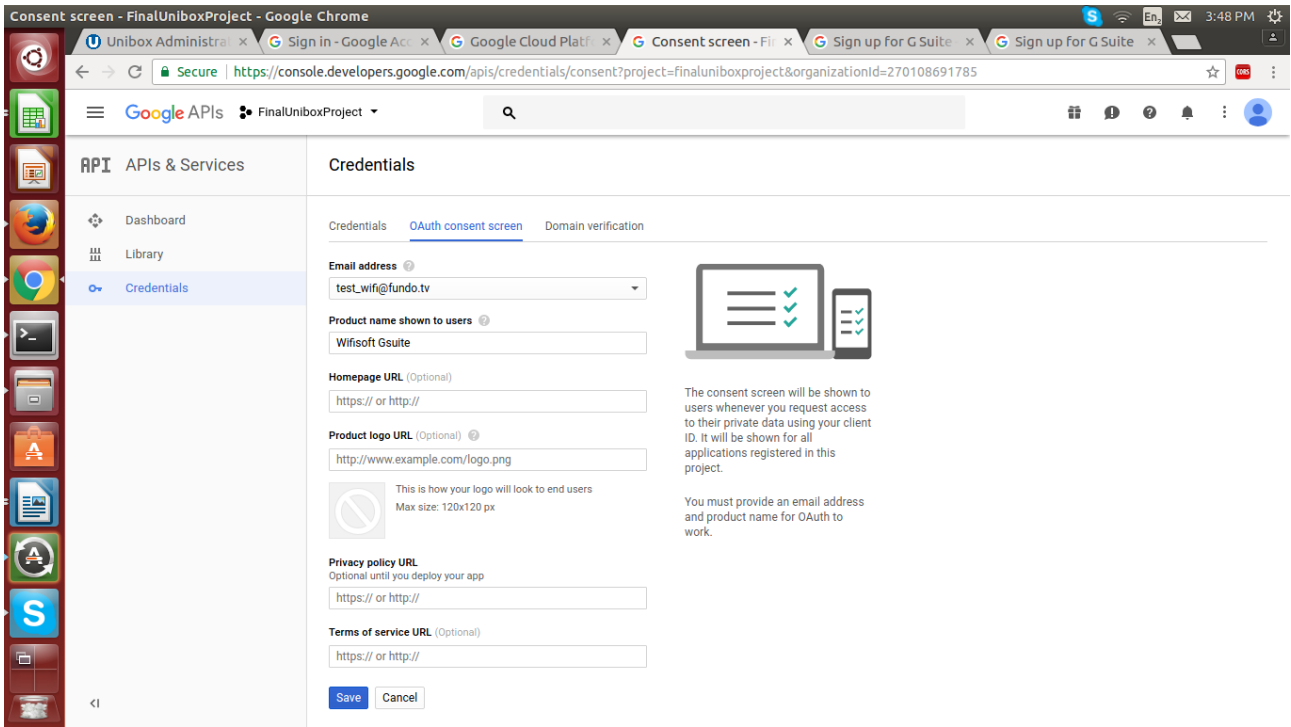 Consent screen - FinalUniboxProject - Google Chrome
En2 3:48 PM
Unibox Administra
Sign in - Google Acc
Google Cloud Platf
Consent screen - Fir
Sign up for G Suite
Sign up for G Suite
Secure https://console.developers.google.com/apis/credentials/consent?project=finaluniboxproject&organizationId=270108691785
CORS
Google APIs FinalUniboxProject
API APIs & Services
Credentials
Dashboard
Library
Credentials
Credentials OAuth consent screen Domain verification
Email address
test_wifi@fundo.tv
Product name shown to users
Wifisoft Gsuite
Homepage URL (Optional)
https:// or http://
Product logo URL (Optional)
http://www.example.com/logo.png
This is how your logo will look to end users
Max size: 120x120 px
Privacy policy URL
Optional until you deploy your app
https:// or http://
Terms of service URL (Optional)
https:// or http://
Save Cancel
The consent screen will be shown to
users whenever you request access
to their private data using your client
ID. It will be shown for all
applications registered in this
project.
You must provide an email address
and product name for OAuth to
work.